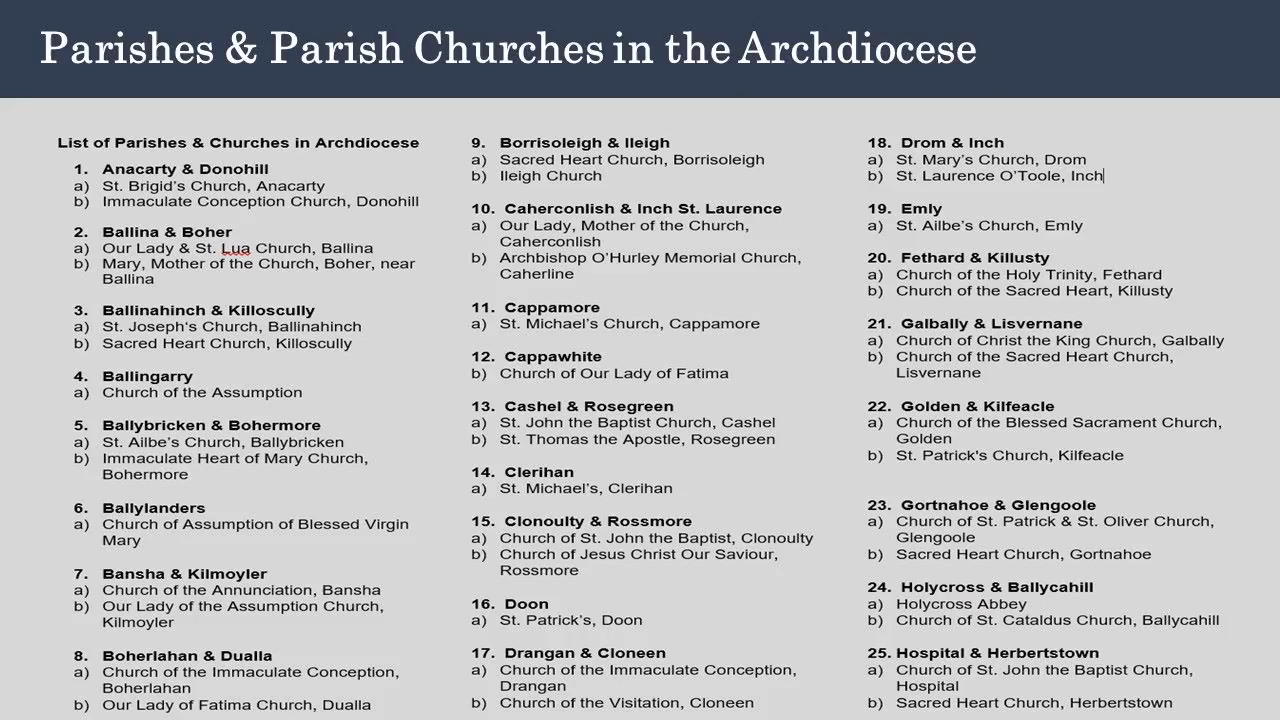 Parishes & Parish Churches in the Archdiocese
List of Parishes & Churches in Archdiocese
1. Anacarty & Donohill
a) St. Brigid’s Church, Anacarty
b) Immaculate Conception Church, Donohill
2. Ballina & Boher
a) Our Lady & St. Lua Church, Ballina
b) Mary, Mother of the Church, Boher, near
Ballina
3. Ballinahinch & Killoscully
a) St. Joseph‘s Church, Ballinahinch
b) Sacred Heart Church, Killoscully
4. Ballingarry
a) Church of the Assumption
5. Ballybricken & Bohermore
a) St. Ailbe’s Church, Ballybricken
b) Immaculate Heart of Mary Church,
Bohermore
6. Ballylanders
a) Church of Assumption of Blessed Virgin
Mary
7. Bansha & Kilmoyler
a) Church of the Annunciation, Bansha
b) Our Lady of the Assumption Church,
Kilmoyler
8. Boherlahan & Dualla
a) Church of the Immaculate Conception,
Boherlahan
b) Our Lady of Fatima Church, Dualla
9. Borrisoleigh & Ileigh
a) Sacred Heart Church, Borrisoleigh
b) Ileigh Church
10. Caherconlish & Inch St. Laurence
a) Our Lady, Mother of the Church,
Caherconlish
b) Archbishop O’Hurley Memorial Church,
Caherline
11. Cappamore
a) St. Michael’s Church, Cappamore
12. Cappawhite
b) Church of Our Lady of Fatima
13. Cashel & Rosegreen
a) St. John the Baptist Church, Cashel
b) St. Thomas the Apostle, Rosegreen
14. Clerihan
a) St. Michael’s, Clerihan
15. Clonoulty & Rossmore
a) Church of St. John the Baptist, Clonoulty
b) Church of Jesus Christ Our Saviour,
Rossmore
16. Doon
a) St. Patrick’s, Doon
17. Drangan & Cloneen
a) Church of the Immaculate Conception,
Drangan
b) Church of the Visitation, Cloneen
18. Drom & Inch
a) St. Mary’s Church, Drom
b) St. Laurence O’Toole, Inch
19. Emly
a) St. Ailbe’s Church, Emly
20. Fethard & Killusty
a) Church of the Holy Trinity, Fethard
b) Church of the Sacred Heart, Killusty
21. Galbally & Lisvernane
a) Church of Christ the King Church, Galbally
b) Church of the Sacred Heart Church,
Lisvernane
22. Golden & Kilfeacle
a) Church of the Blessed Sacrament Church,
Golden
b) St. Patrick's Church, Kilfeacle
23. Gortnahoe & Glengoole
a) Church of St. Patrick & St. Oliver Church,
Glengoole
b) Sacred Heart Church, Gortnahoe
24. Holycross & Ballycahill
a) Holycross Abbey
b) Church of St. Cataldus Church, Ballycahill
25. Hospital & Herbertstown
a) Church of St. John the Baptist Church,
Hospital
b) Sacred Heart Church, Herbertstown